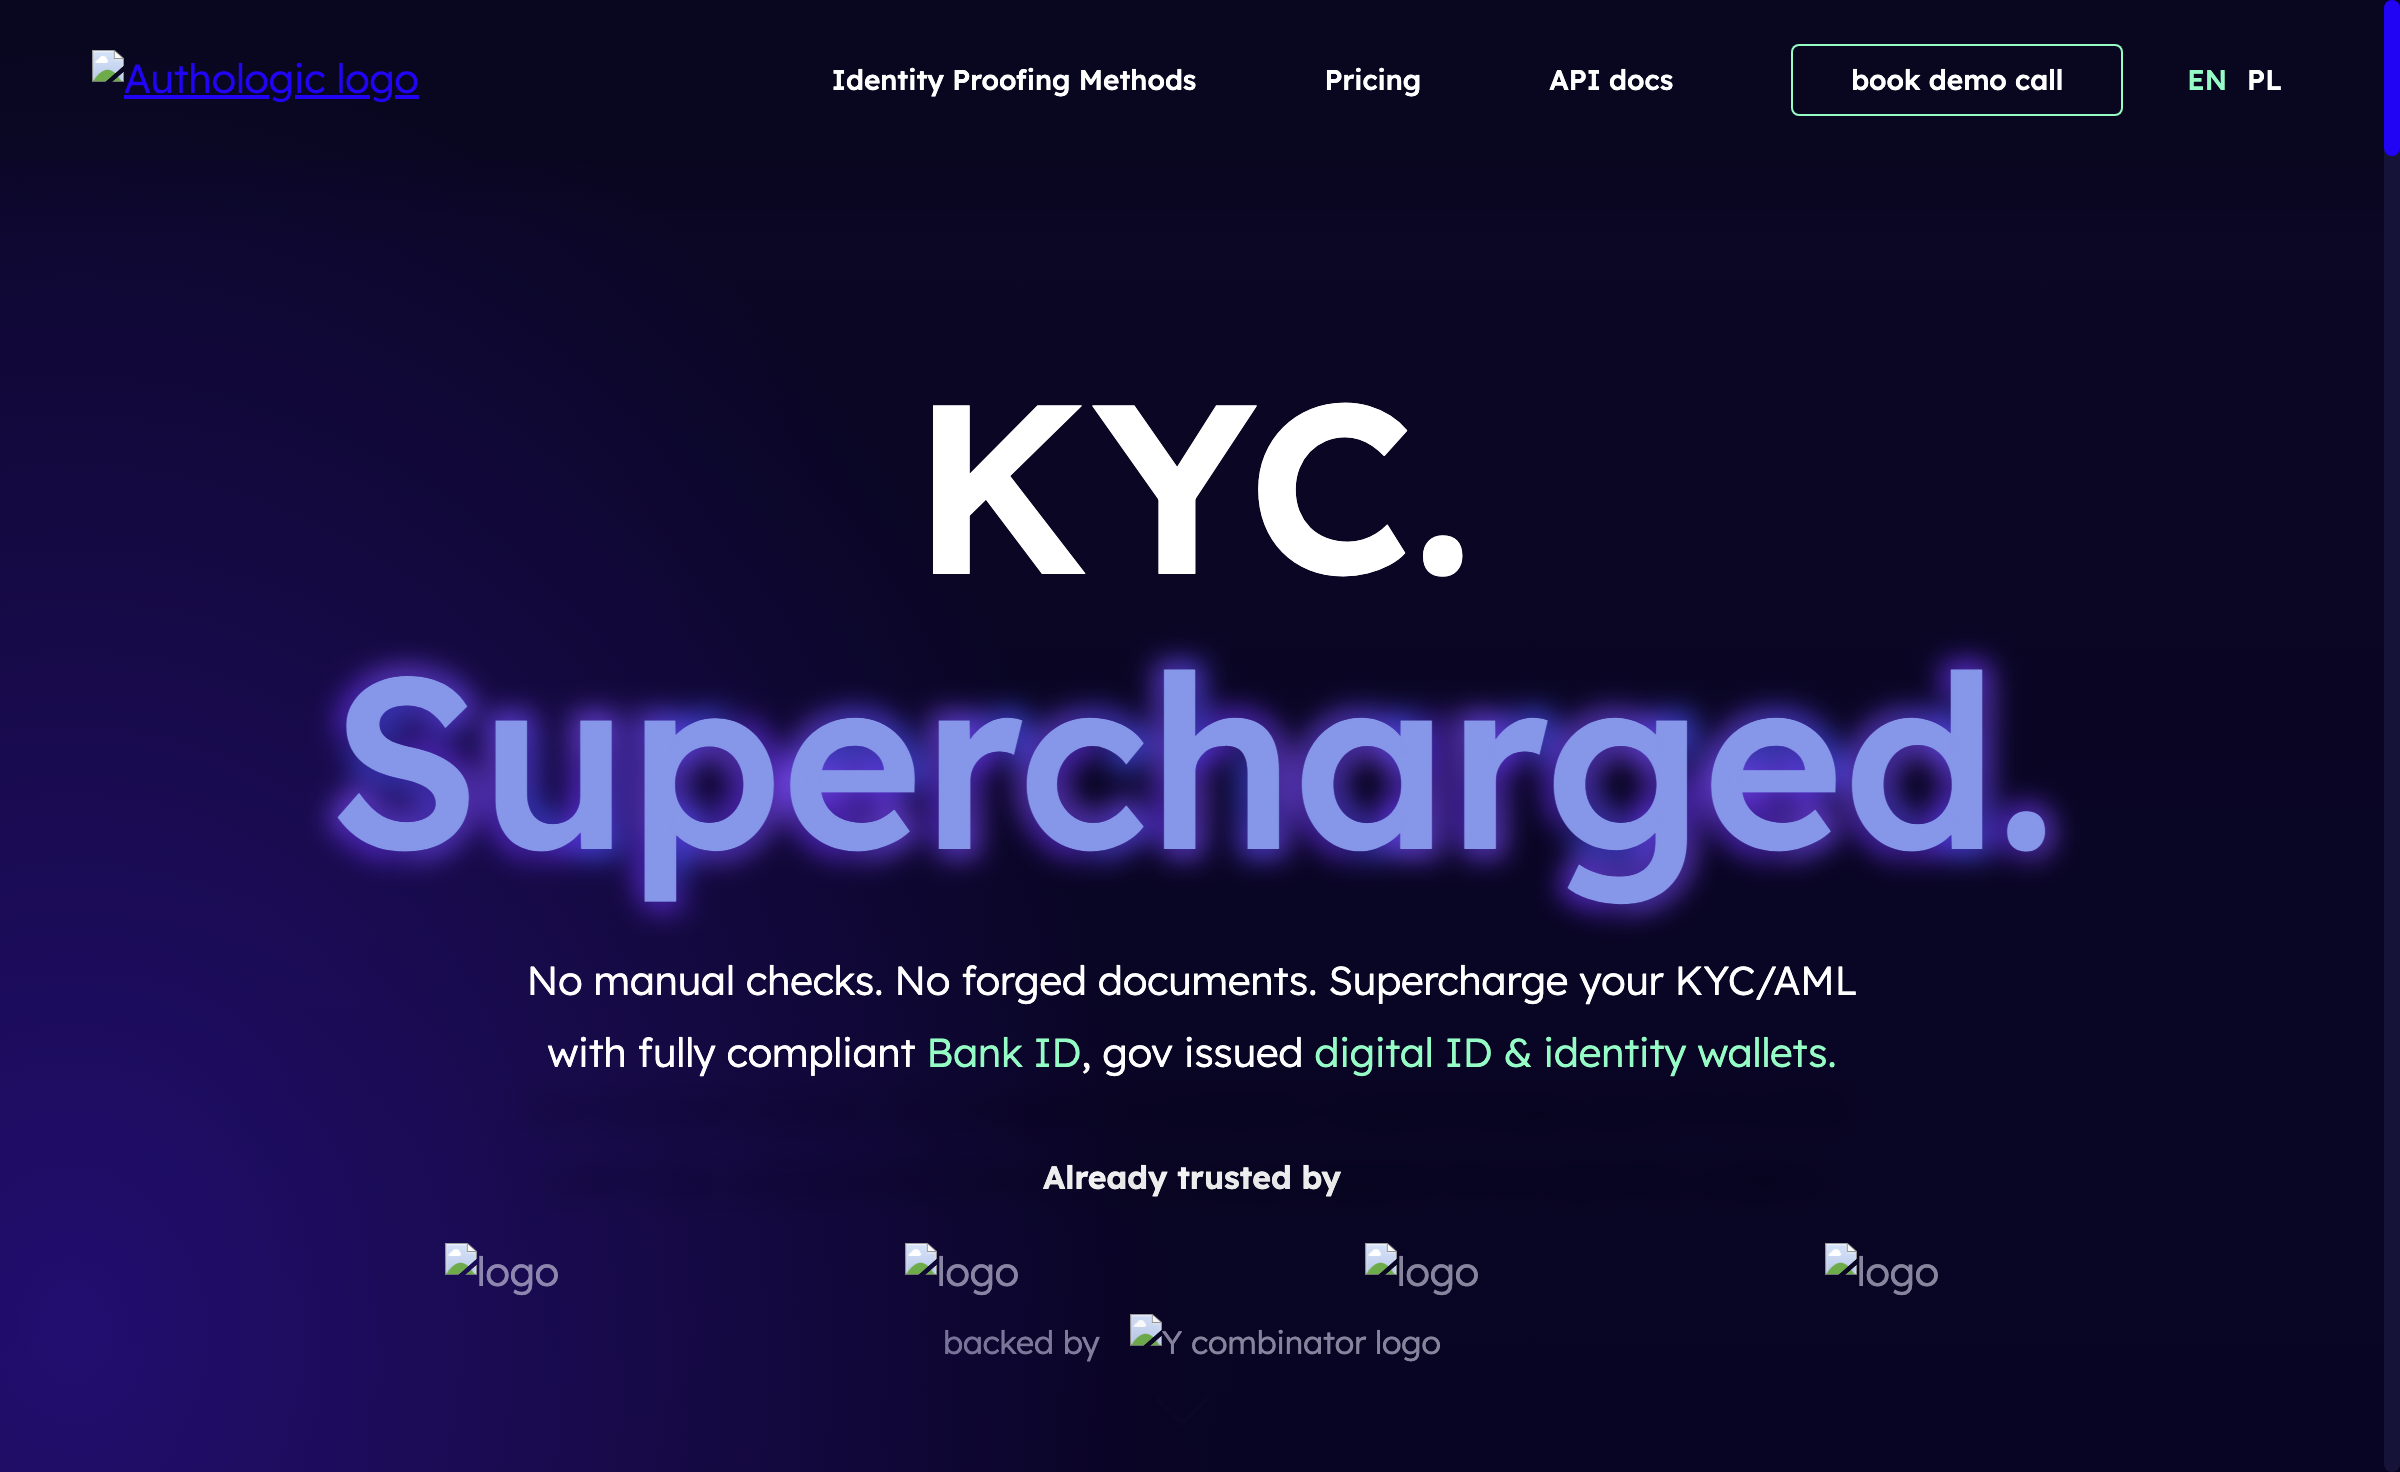 Authologic logo
Identity Proofing Methods
Pricing
API docs
book demo call
EN PL
KYC.
Supercharged.
No manual checks. No forged documents. Supercharge your KYC/AML
with fully compliant Bank ID, gov issued digital ID & identity wallets.
Already trusted by
logo
logo
logo
logo
backed by
Y combinator logo